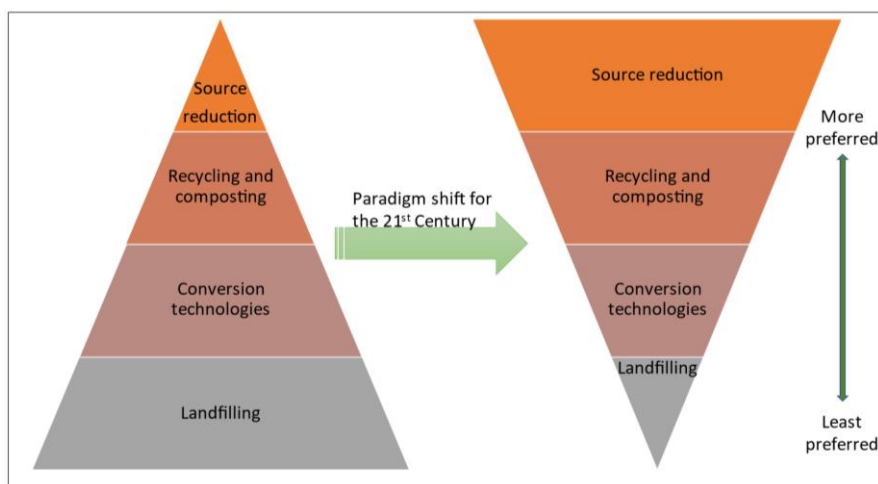 Source
reduction
Recycling and
composting
Conversion
technologies
Landfilling
Paradigm shift for
the 21st Century
Source reduction
Recycling and
composting
Conversion
technologies
Landfilling
More
preferred
Least
preferred